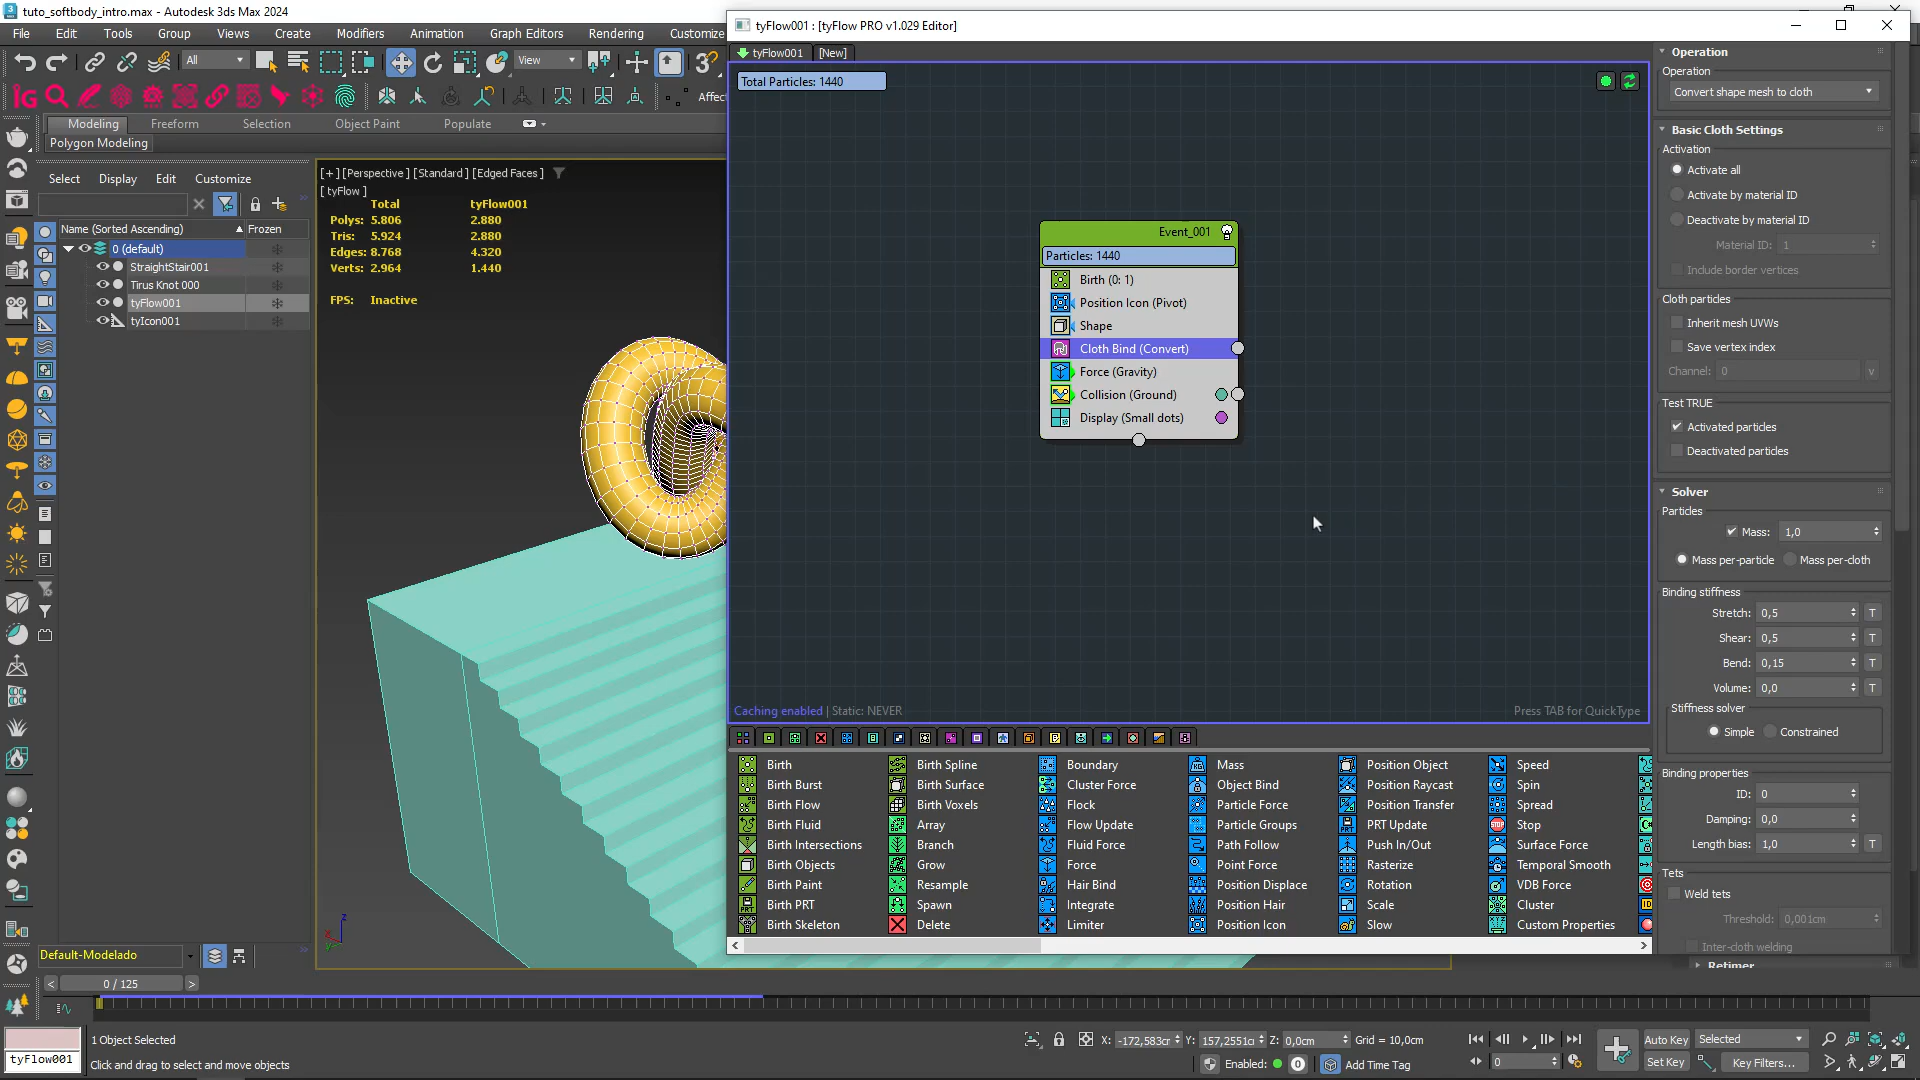 tuto_softbody_intro.max - Autodesk 3ds Max 2024
tyFlow001 : [tyFlow PRO v1.029 Editor]
File Edit Tools Group Views Create Modifiers Animation Graph Editors Rendering Customize
tyFlow001 [New]
All View
Affect
Total Particles: 1440
Modeling Freeform Selection Object Paint Populate
Polygon Modeling
Select Display Edit Customize
Name (Sorted Ascending) Frozen
0 (default)
StraightStair001
Tirus Knot 000
tyFlow001
tyIcon001
[+] [Perspective] [Standard] [Edged Faces]
[ tyFlow ]
Total tyFlow001
Polys: 5.806 2.880
Tris: 5.924 2.880
Edges: 8.768 4.320
Verts: 2.964 1.440
FPS: Inactive
Event_001
Particles: 1440
Birth (0: 1)
Position Icon (Pivot)
Shape
Cloth Bind (Convert)
Force (Gravity)
Collision (Ground)
Display (Small dots)
Caching enabled | Static: NEVER
Press TAB for QuickType
Birth Birth Spline Boundary Mass Position Object Speed
Birth Burst Birth Surface Cluster Force Object Bind Position Raycast Spin
Birth Flow Birth Voxels Flock Particle Force Position Transfer Spread
Birth Fluid Array Flow Update Particle Groups PRT Update Stop
Birth Intersections Branch Fluid Force Path Follow Push In/Out Surface Force
Birth Objects Grow Force Point Force Rasterize Temporal Smooth
Birth Paint Resample Hair Bind Position Displace Rotation VDB Force
Birth PRT Spawn Integrate Position Hair Scale Cluster
Birth Skeleton Delete Limiter Position Icon Slow Custom Properties
Operation
Operation
Convert shape mesh to cloth
Basic Cloth Settings
Activation
Activate all
Activate by material ID
Deactivate by material ID
Material ID: 1
Include border vertices
Cloth particles
Inherit mesh UVWs
Save vertex index
Channel: 0 v
Test TRUE
Activated particles
Deactivated particles
Solver
Particles
Mass: 1,0
Mass per-particle Mass per-cloth
Binding stiffness
Stretch: 0,5 T
Shear: 0,5 T
Bend: 0,15 T
Volume: 0,0 T
Stiffness solver
Simple Constrained
Binding properties
ID: 0
Damping: 0,0
Length bias: 1,0 T
Tets
Weld tets
Threshold: 0,001cm
Inter-cloth welding
Retimer
Default-Modelado
0 / 125
tyFlow001
1 Object Selected
Click and drag to select and move objects
X: -172,583cr Y: 157,2551c Z: 0,0cm Grid = 10,0cm
Enabled: 0 Add Time Tag
0
Auto Key Selected
Set Key Key Filters...